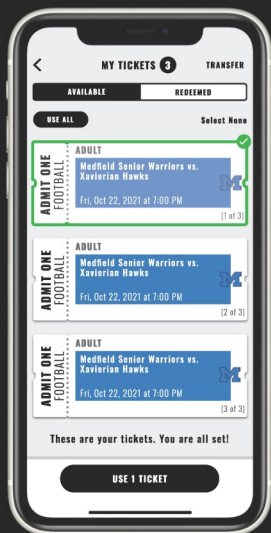 MY TICKETS 3
TRANSFER
AVAILABLE
REDEEMED
USE ALL
Select None
ADMIT ONE
FOOTBALL
ADULT
Medfield Senior Warriors vs.
Xavierian Hawks
M
Fri, Oct 22, 2021 at 7:00 PM
[1 of 3]
ADMIT ONE
FOOTBALL
ADULT
Medfield Senior Warriors vs.
Xavierian Hawks
M
Fri, Oct 22, 2021 at 7:00 PM
[2 of 3]
ADMIT ONE
FOOTBALL
ADULT
Medfield Senior Warriors vs.
Xavierian Hawks
M
Fri, Oct 22, 2021 at 7:00 PM
[3 of 3]
These are your tickets. You are all set!
USE 1 TICKET